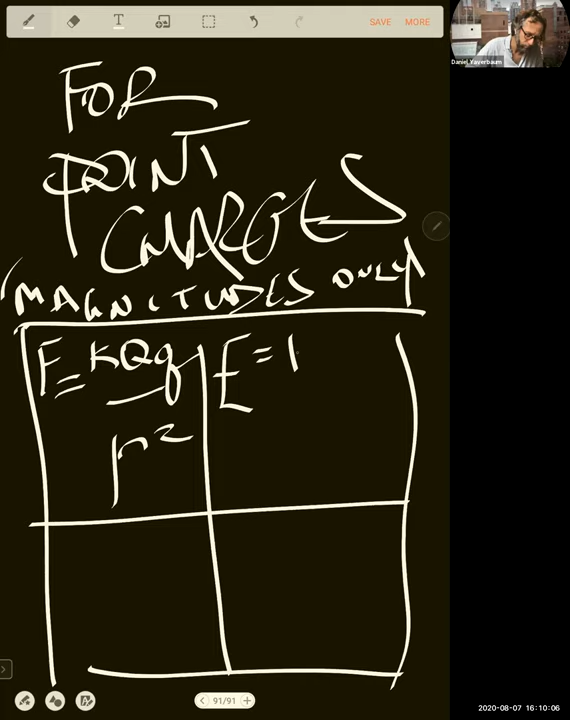 SAVE MORE
Daniel Yaverbaum
FOR
POINT
CHARGES
(MAGNITUDES ONLY
F = KQq
r²
E = 1
91/91
2020-08-07 16:10:06